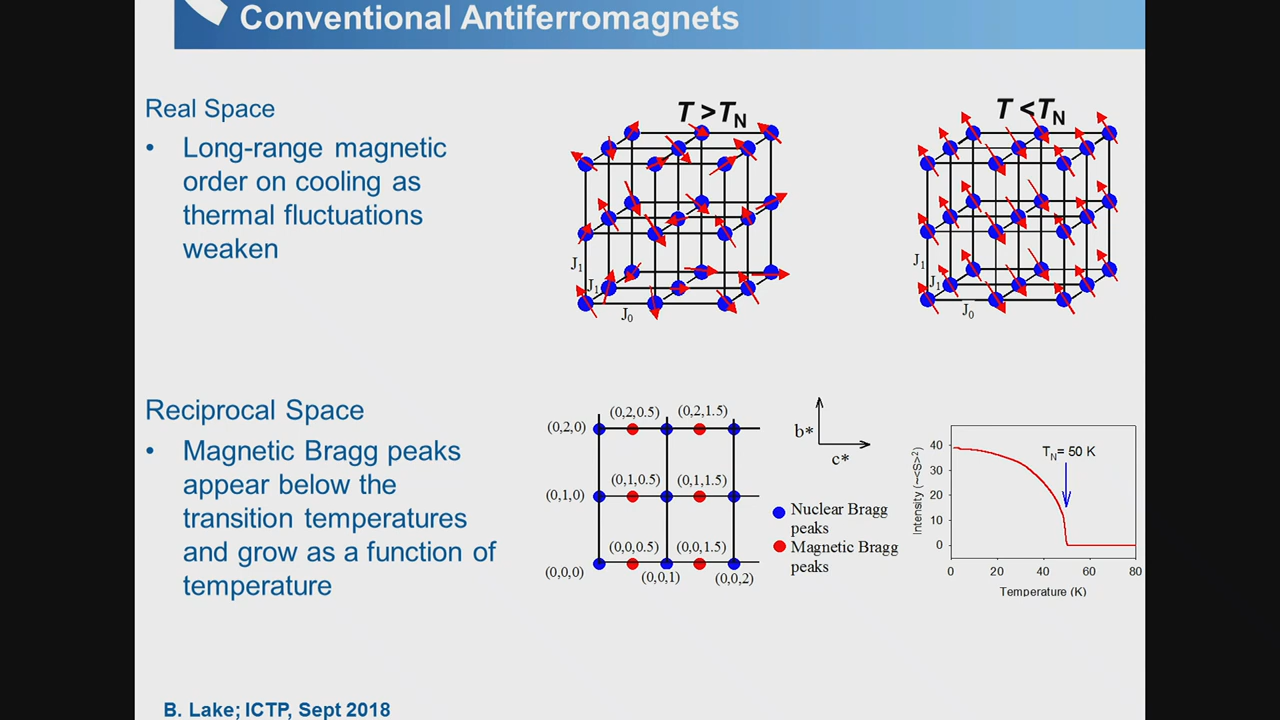 Conventional Antiferromagnets
Real Space
• Long-range magnetic
order on cooling as
thermal fluctuations
weaken
T >TN
J1
J1
J0
T <TN
J1
J1
J0
Reciprocal Space
• Magnetic Bragg peaks
appear below the
transition temperatures
and grow as a function of
temperature
(0,2,0.5) (0,2,1.5)
(0,2,0)
(0,1,0.5) (0,1,1.5)
(0,1,0)
(0,0,0.5) (0,0,1.5)
(0,0,0)
(0,0,1) (0,0,2)
b*
c*
Nuclear Bragg
peaks
Magnetic Bragg
peaks
Intensity (~<S>²)
40
30
20
10
0
TN= 50 K
0 20 40 60 80
Temperature (K)
B. Lake; ICTP, Sept 2018